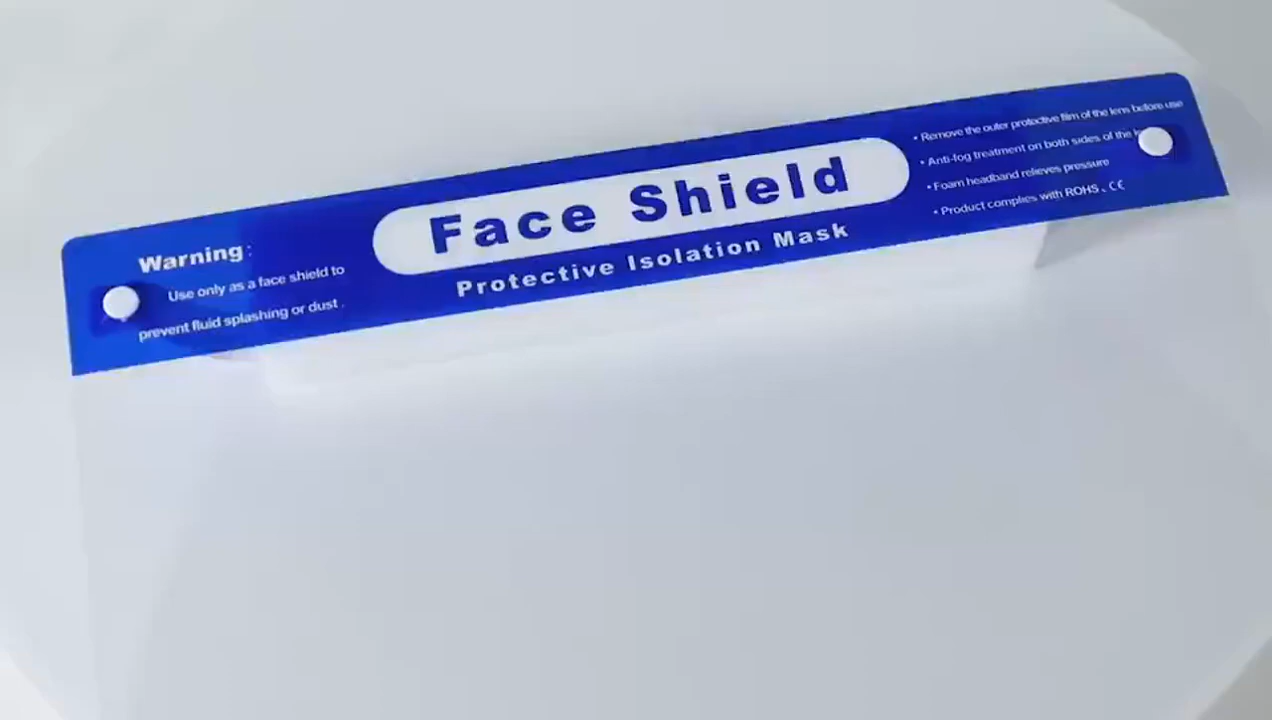 Warning:
Use only as a face shield to
prevent fluid splashing or dust .
Face Shield
Protective Isolation Mask
• Remove the outer protective film of the lens before use
• Anti-fog treatment on both sides of the
• Foam headband relieves pressure
• Product complies with ROHS、CE